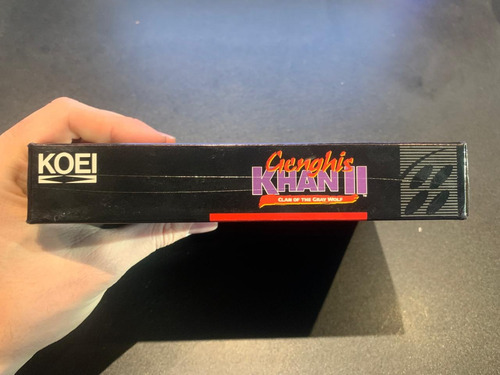 KOEI
Genghis
KHAN II
CLAN OF THE GRAY WOLF